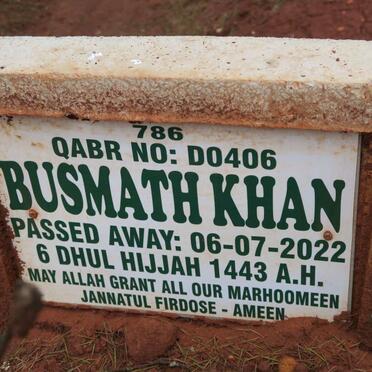 786
QABR NO: D0406
BUSMATH KHAN
PASSED AWAY: 06-07-2022
6 DHUL HIJJAH 1443 A.H.
MAY ALLAH GRANT ALL OUR MARHOOMEEN
JANNATUL FIRDOSE - AMEEN